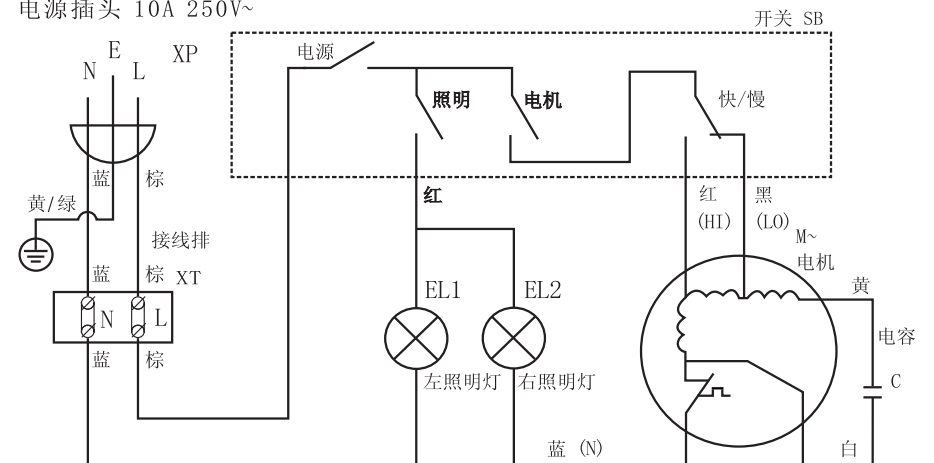 电源插头 10A 250V~
开关 SB
E
N
L
XP
电源
照明
电机
快/慢
蓝
棕
黄/绿
红
红
(HI)
黑
(LO)
M~
电机
接线排
XT
蓝
棕
N
L
EL1
EL2
黄
电容
C
蓝
棕
左照明灯
右照明灯
蓝 (N)
白